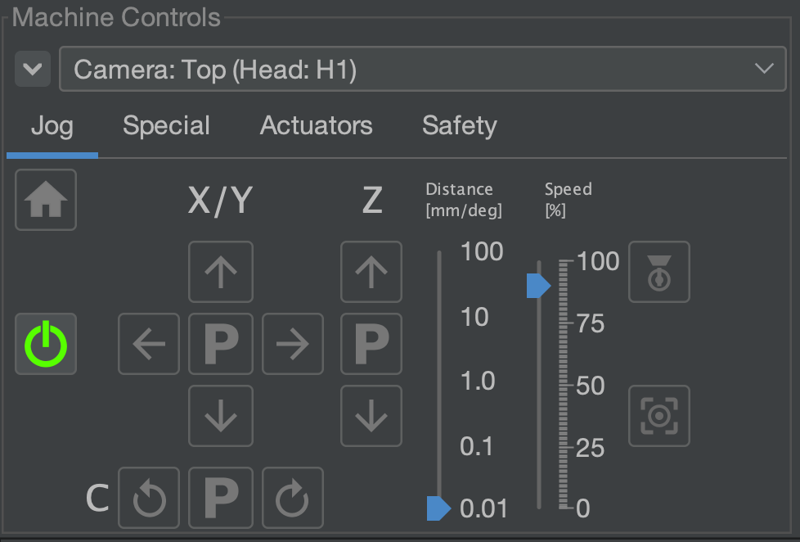 Machine Controls
Camera: Top (Head: H1)
Jog Special Actuators Safety
X/Y Z Distance [mm/deg] Speed [%]
100
100
10
P P
75
1.0
50
0.1
25
C P
0.01 0